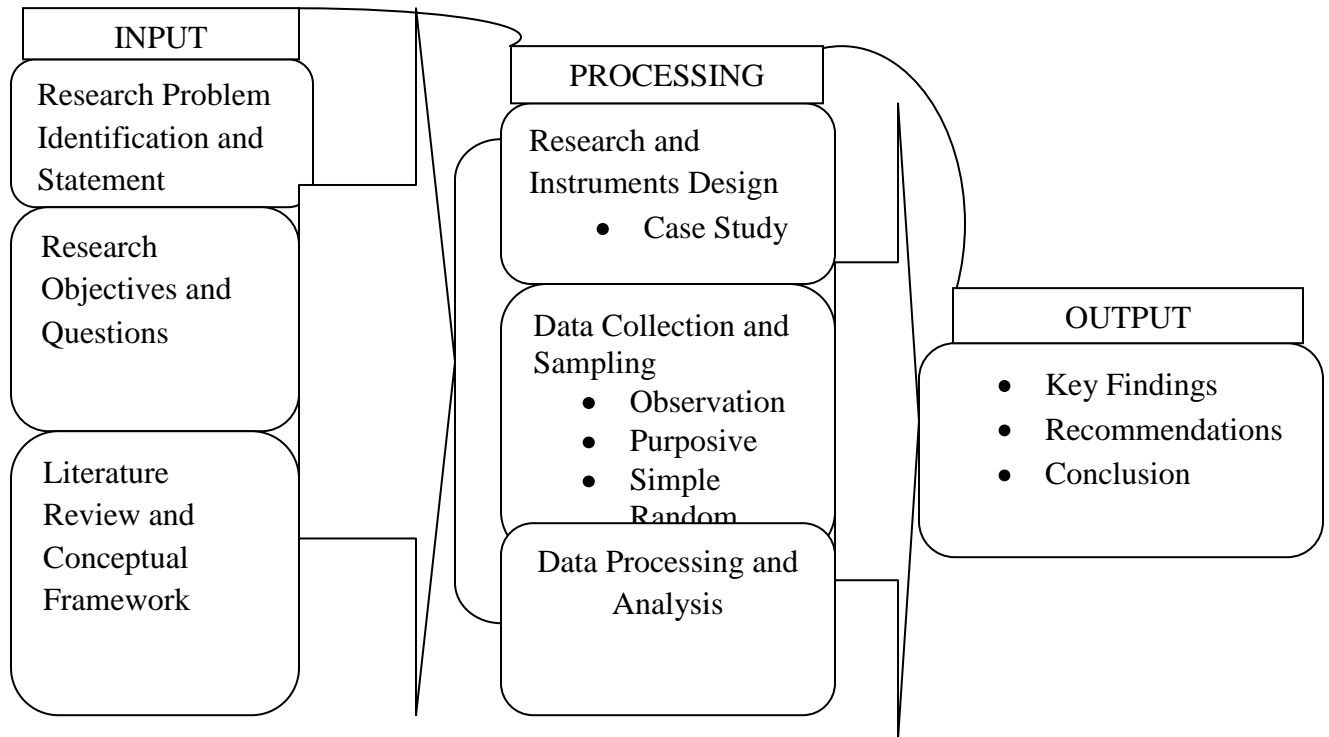 INPUT
Research Problem
Identification and
Statement
Research
Objectives and
Questions
Literature
Review and
Conceptual
Framework
PROCESSING
Research and
Instruments Design
• Case Study
Data Collection and
Sampling
• Observation
• Purposive
• Simple
Random
Data Processing and
Analysis
OUTPUT
• Key Findings
• Recommendations
• Conclusion